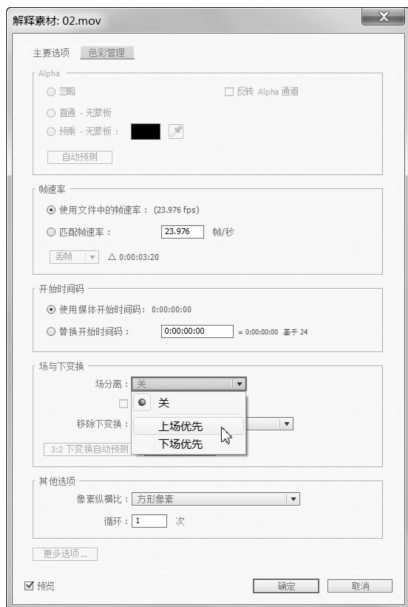 解释素材: 02.mov
主要选项 色彩管理
Alpha
忽略 反转 Alpha 通道
直通 - 无蒙板
预乘 - 无蒙板：
自动预测
帧速率
使用文件中的帧速率： (23.976 fps)
匹配帧速率： 23.976 帧/秒
丢帧 △ 0:00:03:20
开始时间码
使用媒体开始时间码： 0:00:00:00
替换开始时间码： 0:00:00:00 = 0:00:00:00 基于 24
场与下变换
场分离： 关
关
移除下变换： 上场优先
下场优先
3:2 下变换自动预测
其他选项
像素纵横比： 方形像素
循环： 1 次
更多选项...
预览 确定 取消